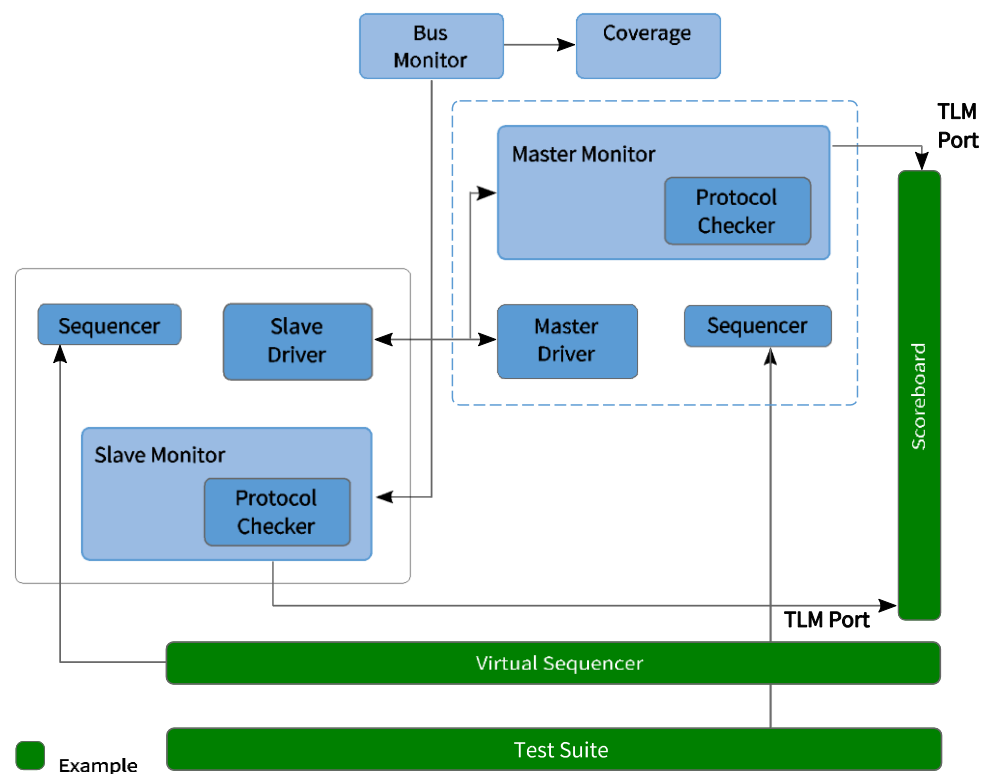 Bus
Monitor
Coverage
TLM
Port
Master Monitor
Protocol
Checker
Sequencer
Slave
Driver
Master
Driver
Sequencer
Scoreboard
Slave Monitor
Protocol
Checker
TLM Port
Virtual Sequencer
Test Suite
Example